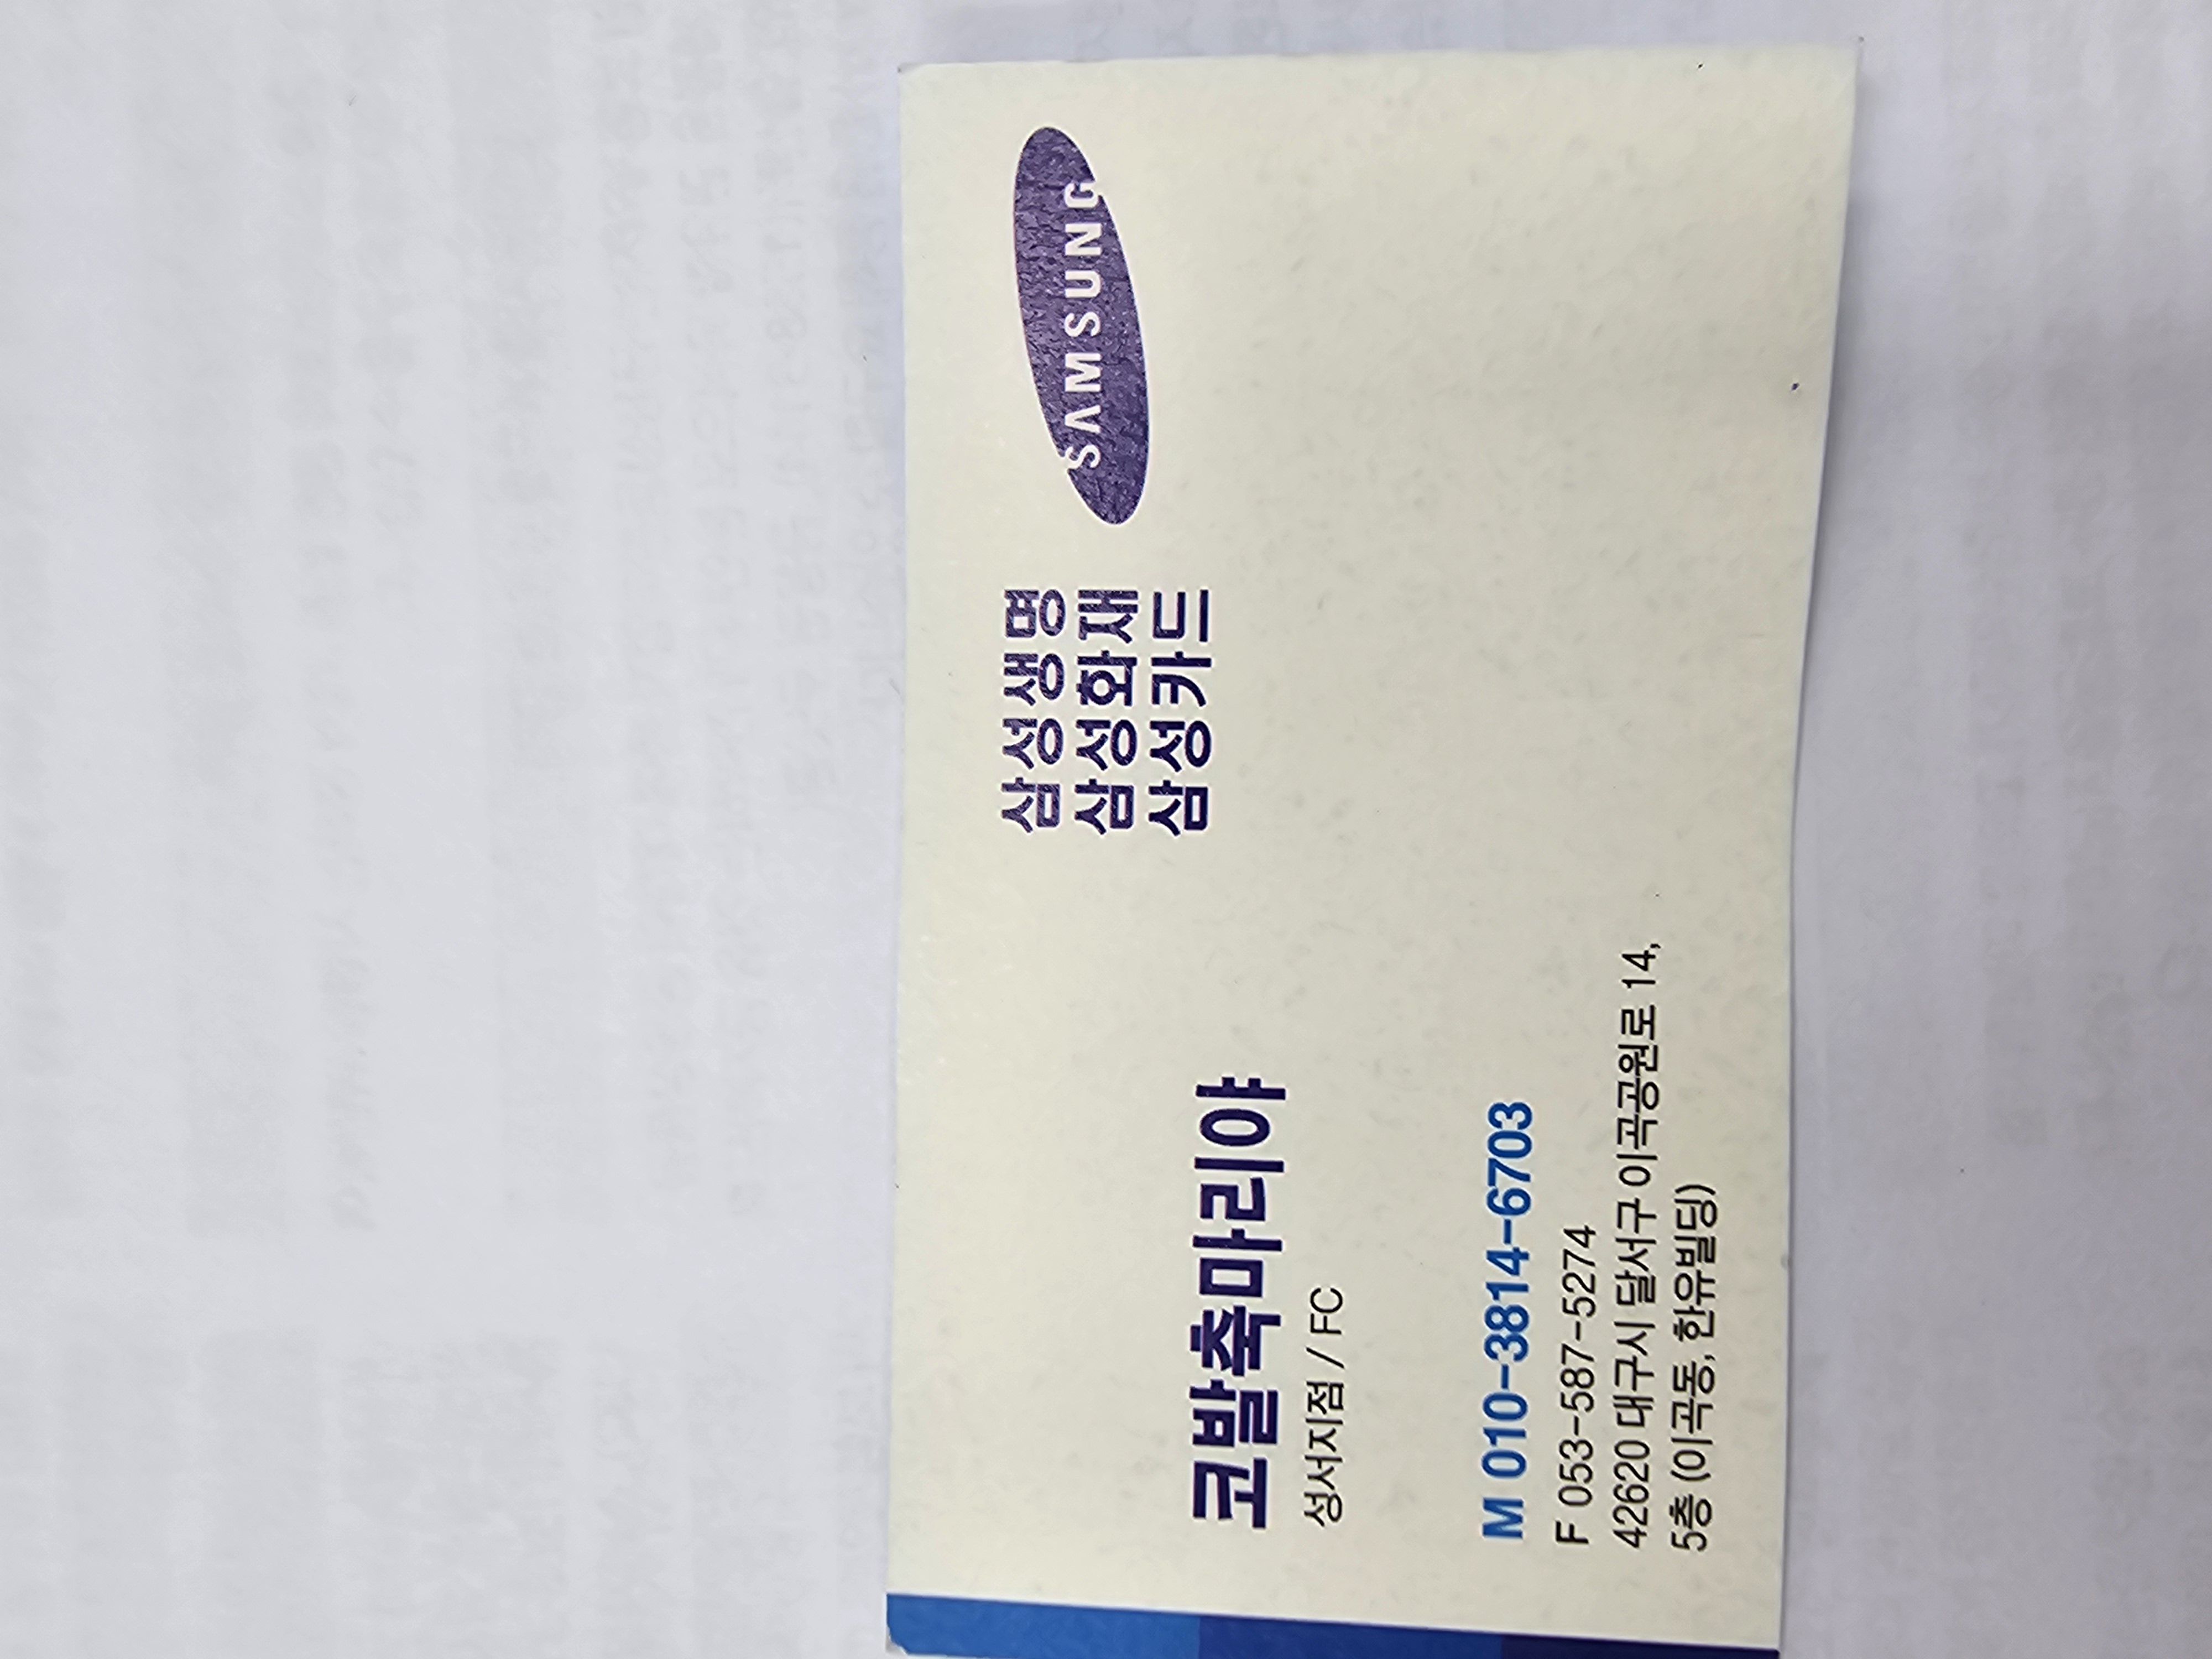 삼성생명
삼성화재
삼성카드
SAMSUNG
코발축마리야
성서지점 / FC
M 010-3814-6703
F 053-587-5274
42620 대구시 달서구 이곡공원로 14,
5층 (이곡동, 한유빌딩)